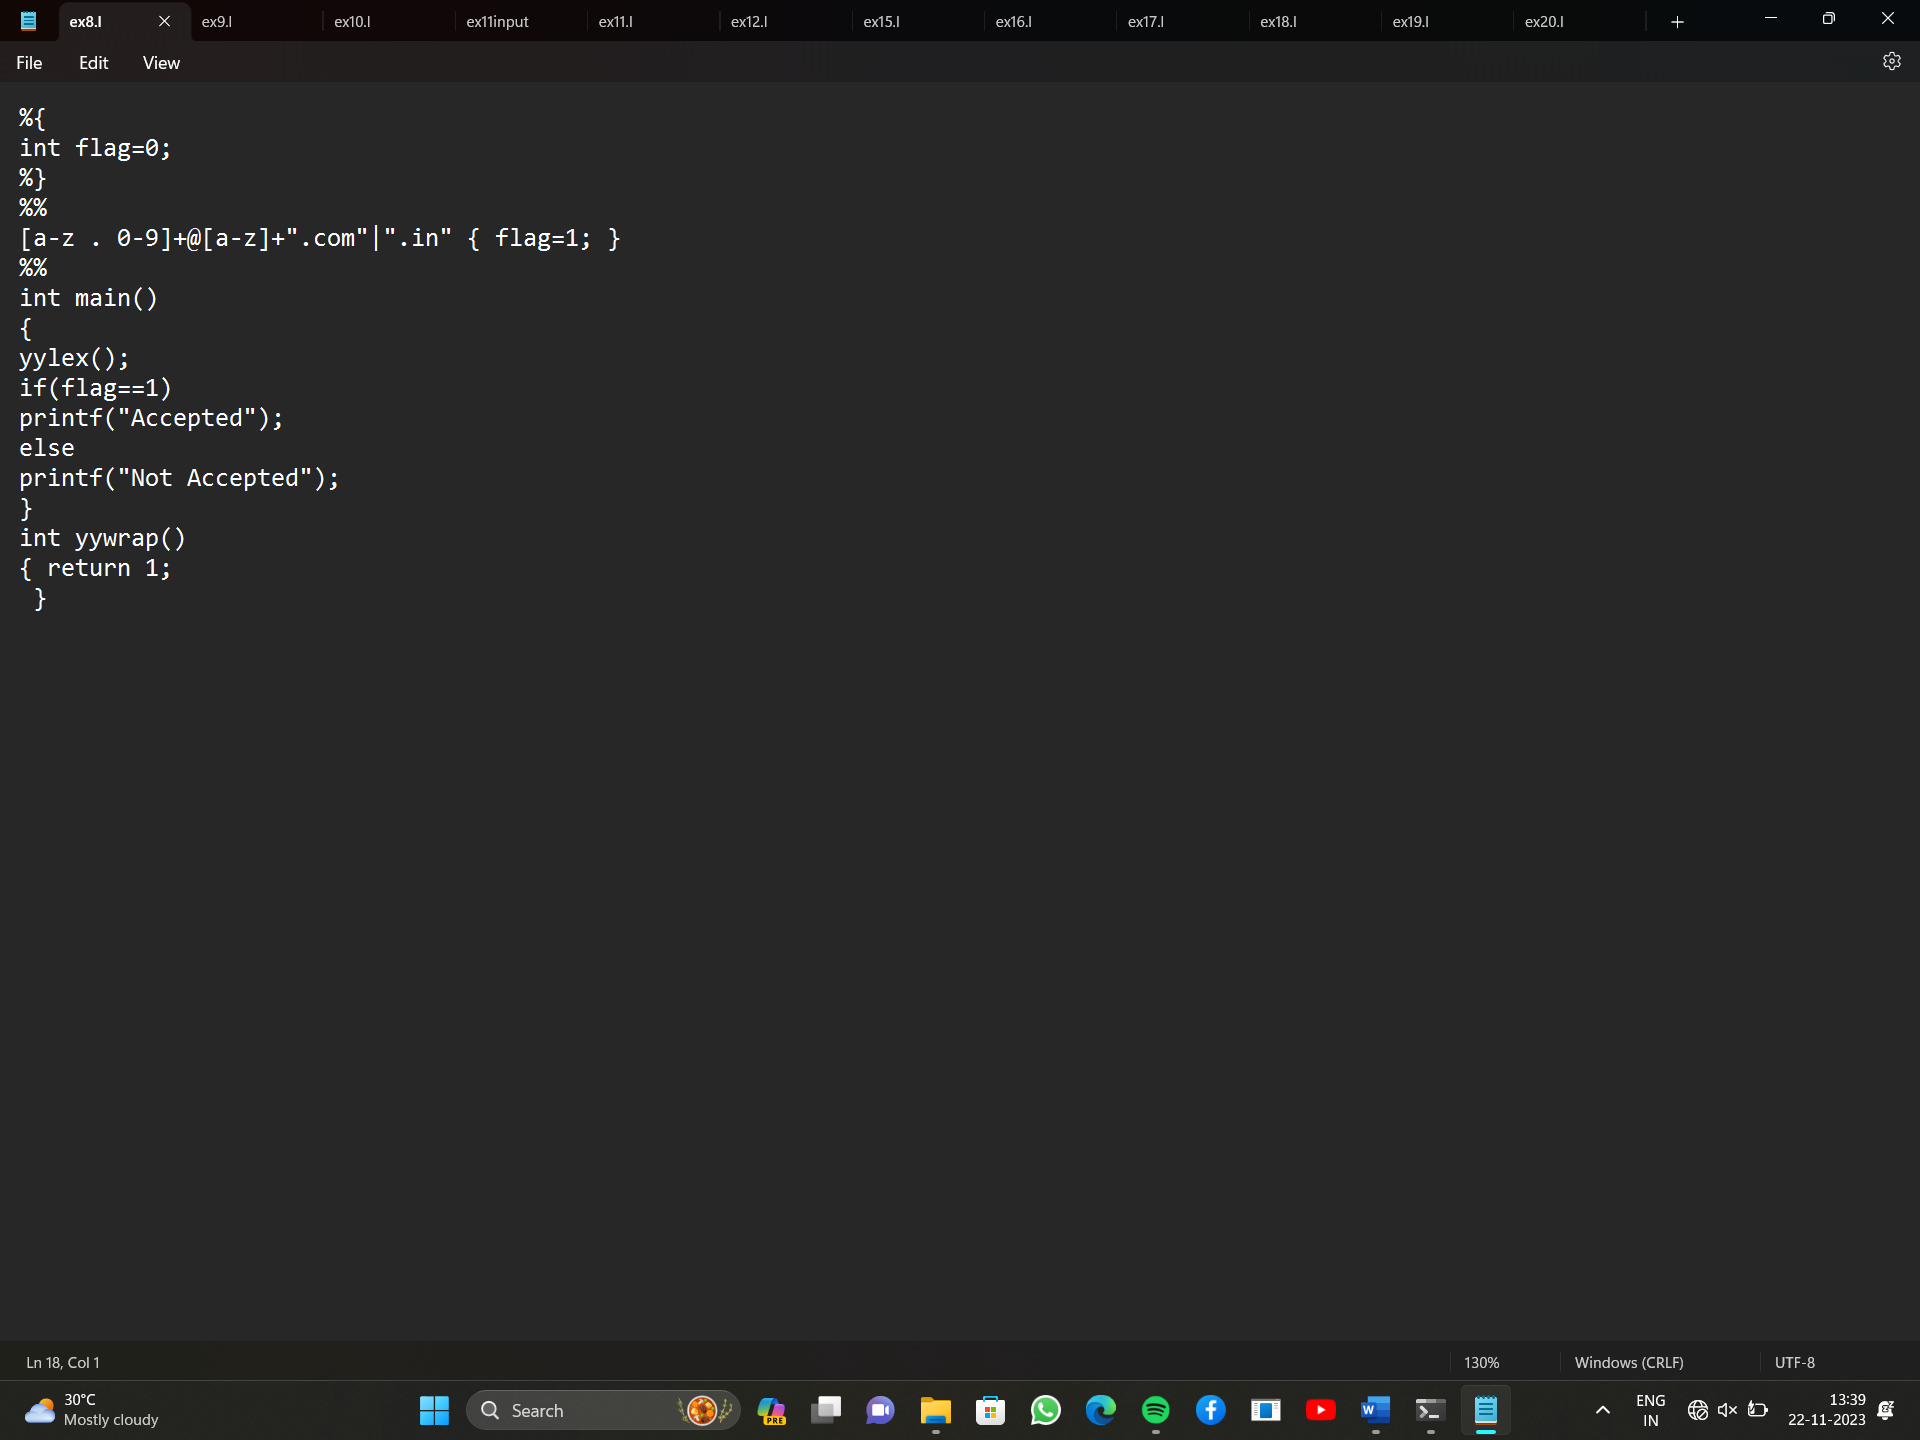 ex8.l ex9.l ex10.l ex11input ex11.l ex12.l ex15.l ex16.l ex17.l ex18.l ex19.l ex20.l
File Edit View
%{
int flag=0;
%}
%%
[a-z . 0-9]+@[a-z]+".com"|".in" { flag=1; }
%%
int main()
{
yylex();
if(flag==1)
printf("Accepted");
else
printf("Not Accepted");
}
int yywrap()
{ return 1;
 }
Ln 18, Col 1 130% Windows (CRLF) UTF-8
30°C
Mostly cloudy
Search
PRE
ENG
IN
13:39
22-11-2023